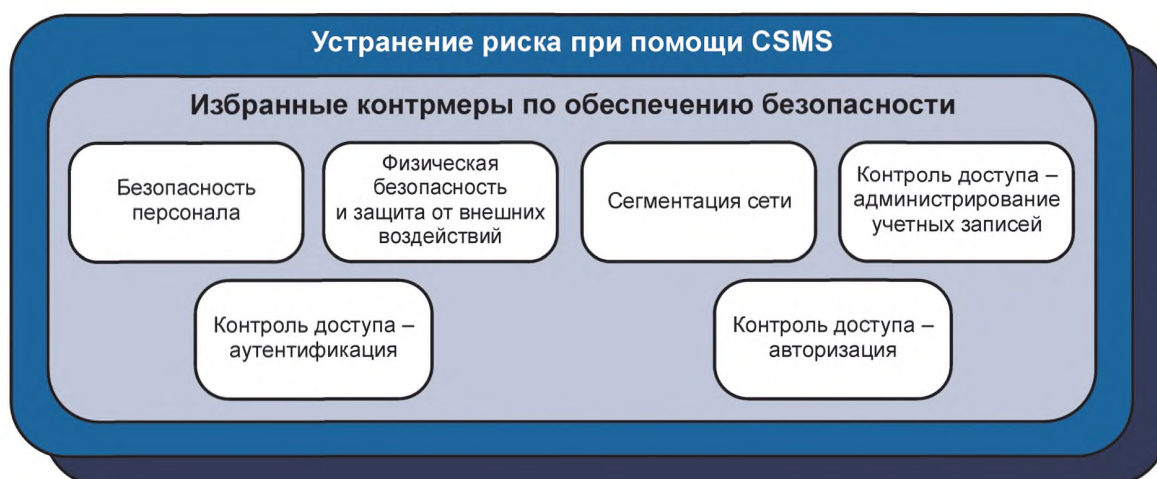 Устранение риска при помощи CSMS
Избранные контрмеры по обеспечению безопасности
Безопасность
персонала
Физическая
безопасность
и защита от внешних
воздействий
Сегментация сети
Контроль доступа –
администрирование
учетных записей
Контроль доступа –
аутентификация
Контроль доступа –
авторизация